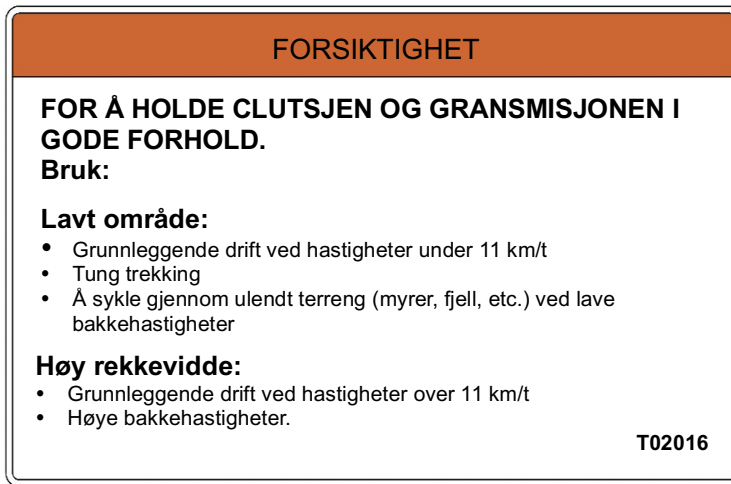 FORSIKTIGHET
FOR Å HOLDE CLUTSJEN OG GRANSMISJONEN I
GODE FORHOLD.
Bruk:
Lavt område:
• Grunnleggende drift ved hastigheter under 11 km/t
• Tung trekking
• Å sykle gjennom ulendt terreng (myrer, fjell, etc.) ved lave
bakkehastigheter
Høy rekkevidde:
• Grunnleggende drift ved hastigheter over 11 km/t
• Høye bakkehastigheter.
T02016